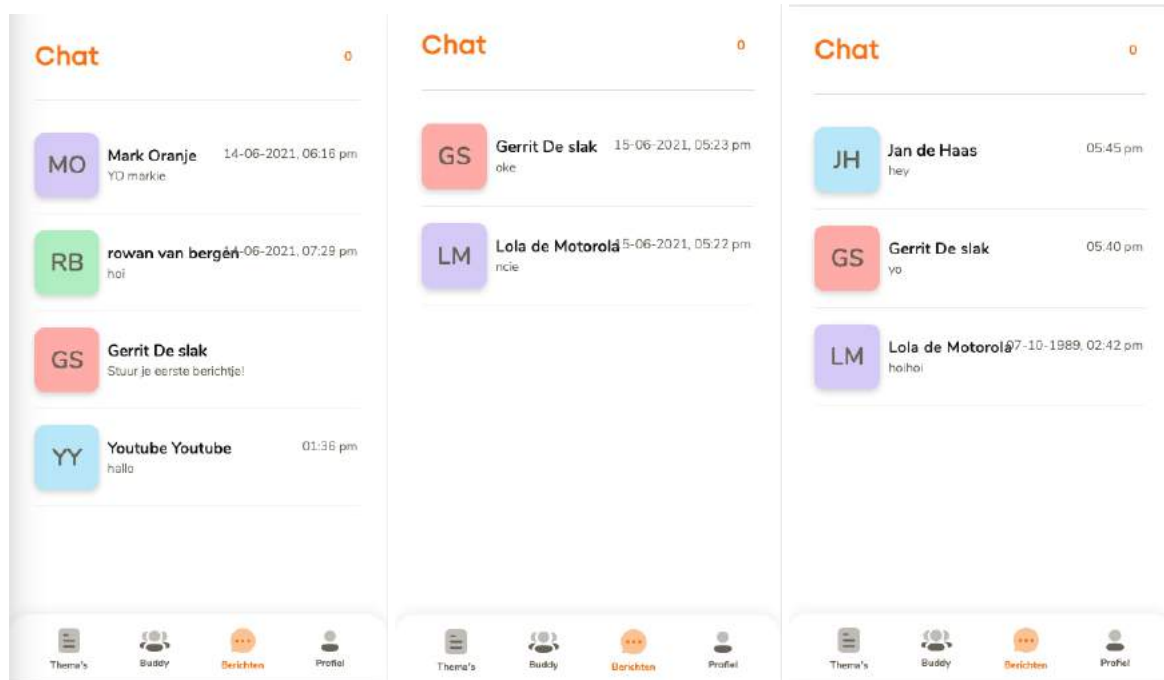 Chat 0
MO Mark Oranje 14-06-2021, 06:16 pm
YO markie
RB rowan van bergen 14-06-2021, 07:29 pm
hoi
GS Gerrit De slak
Stuur je eerste berichtje!
YY Youtube Youtube 01:36 pm
hallo
Thema's Buddy Berichten Profiel
Chat 0
GS Gerrit De slak 15-06-2021, 05:23 pm
oke
LM Lola de Motorola 15-06-2021, 05:22 pm
ncie
Thema's Buddy Berichten Profiel
Chat 0
JH Jan de Haas 05:45 pm
hey
GS Gerrit De slak 05:40 pm
yo
LM Lola de Motorola 07-10-1989, 02:42 pm
hoihoi
Thema's Buddy Berichten Profiel